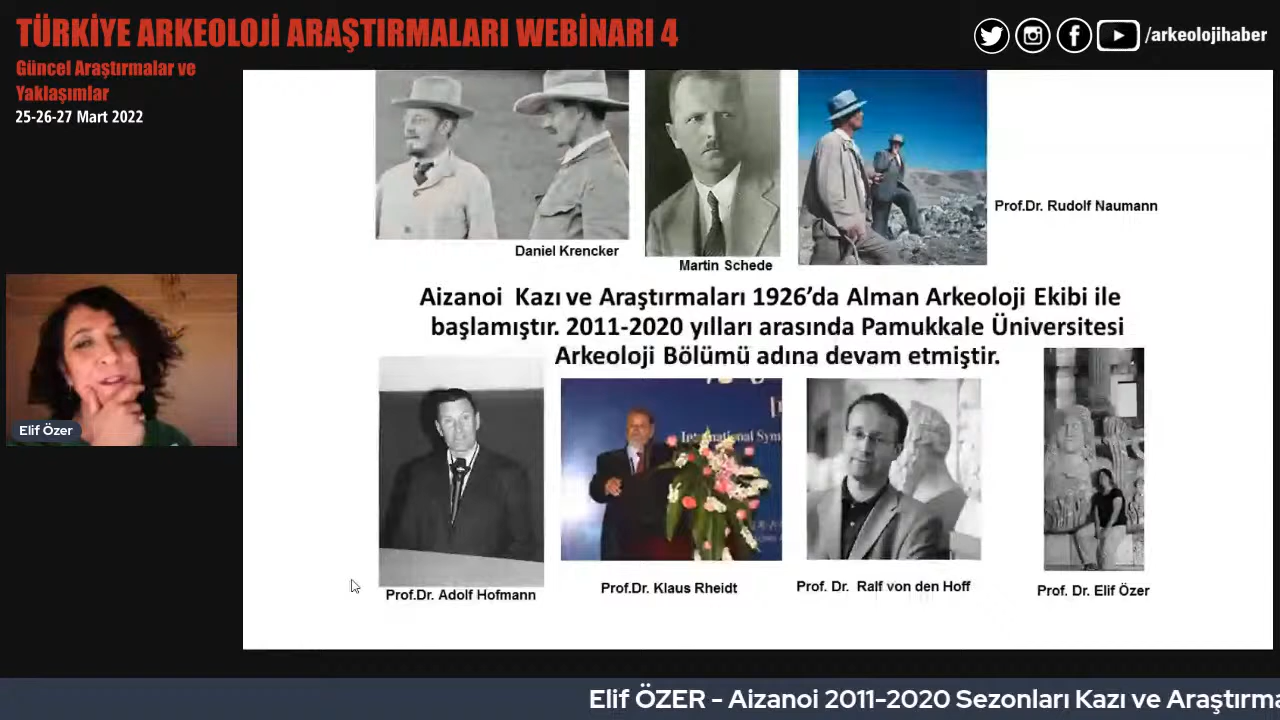 TÜRKİYE ARKEOLOJİ ARAŞTIRMALARI WEBİNARI 4
Güncel Araştırmalar ve
Yaklaşımlar
25-26-27 Mart 2022
/arkeolojihaber
Daniel Krencker
Martin Schede
Prof.Dr. Rudolf Naumann
Aizanoi Kazı ve Araştırmaları 1926’da Alman Arkeoloji Ekibi ile
başlamıştır. 2011-2020 yılları arasında Pamukkale Üniversitesi
Arkeoloji Bölümü adına devam etmiştir.
Elif Özer
International Sym
Prof.Dr. Adolf Hofmann
Prof.Dr. Klaus Rheidt
Prof. Dr. Ralf von den Hoff
Prof. Dr. Elif Özer
Elif ÖZER - Aizanoi 2011-2020 Sezonları Kazı ve Araştırma